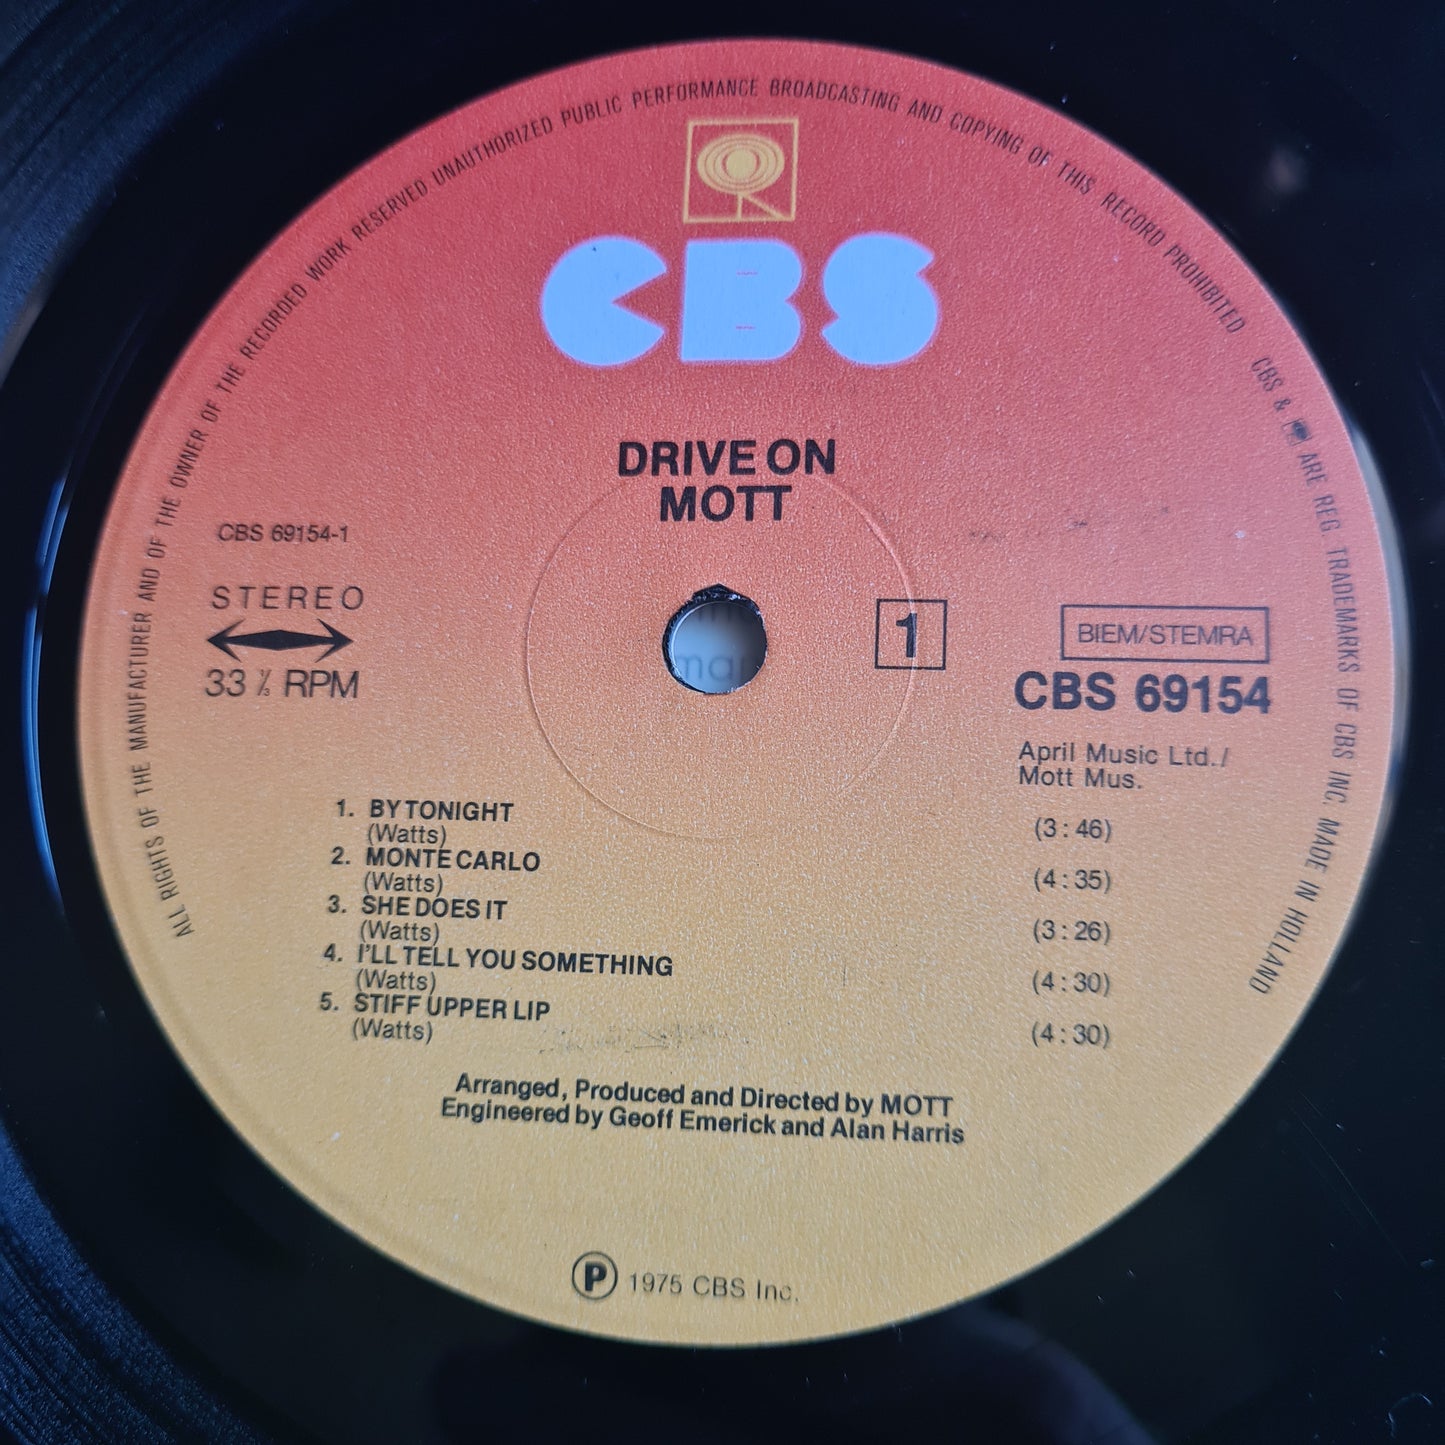 ALL RIGHTS OF THE MANUFACTURER AND OF THE OWNER OF THE RECORDED WORK RESERVED UNAUTHORIZED PUBLIC PERFORMANCE BROADCASTING AND COPYING OF THIS RECORD PROHIBITED CBS & ARE REG. TRADEMARKS OF CBS INC. MADE IN HOLLAND
CBS
DRIVE ON
MOTT
CBS 69154-1
STEREO
33 ⅓ RPM
1
BIEM/STEMRA
CBS 69154
April Music Ltd./
Mott Mus.
1. BY TONIGHT (3:46)
(Watts)
2. MONTE CARLO (4:35)
(Watts)
3. SHE DOES IT (3:26)
(Watts)
4. I'LL TELL YOU SOMETHING (4:30)
(Watts)
5. STIFF UPPER LIP (4:30)
(Watts)
Arranged, Produced and Directed by MOTT
Engineered by Geoff Emerick and Alan Harris
Ⓟ 1975 CBS Inc.